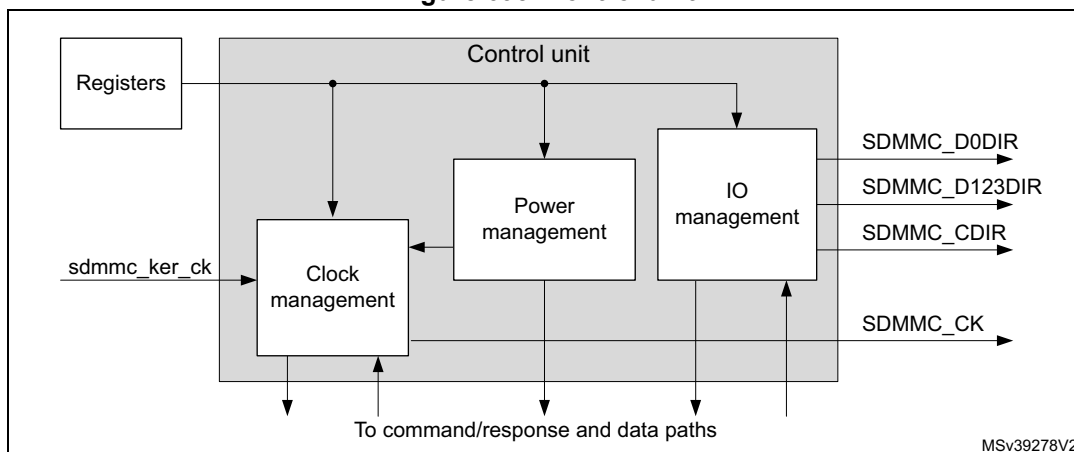 Control unit
Registers
SDMMC_D0DIR
IO
management
SDMMC_D123DIR
Power
management
SDMMC_CDIR
sdmmc_ker_ck
Clock
management
SDMMC_CK
To command/response and data paths
MSv39278V2